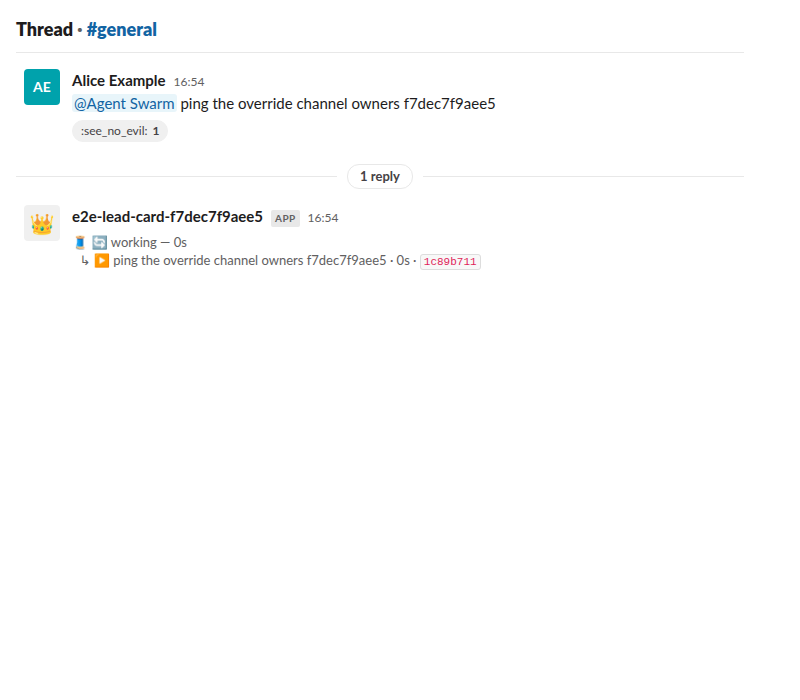 Thread • #general
AE
Alice Example 16:54
@Agent Swarm ping the override channel owners f7dec7f9aee5
:see_no_evil: 1
1 reply
e2e-lead-card-f7dec7f9aee5 APP 16:54
🧵 🔄 working — 0s
↳ ▶️ ping the override channel owners f7dec7f9aee5 · 0s · 1c89b711